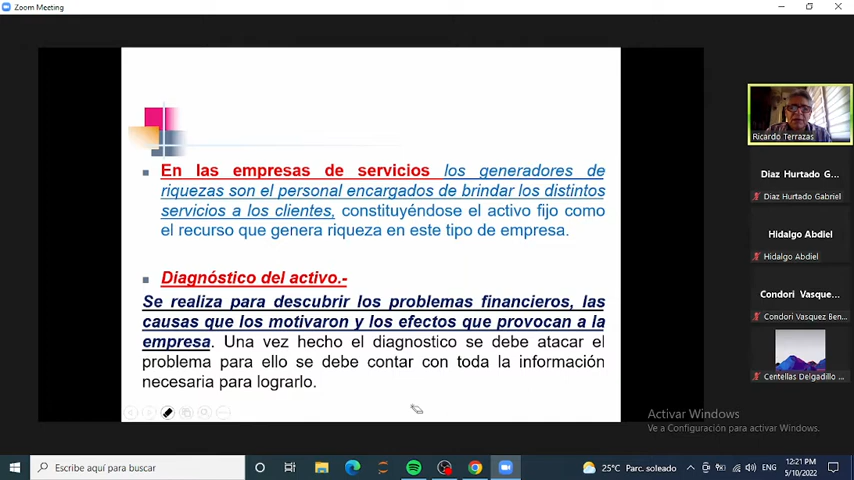 Zoom Meeting
En las empresas de servicios los generadores de
riquezas son el personal encargados de brindar los distintos
servicios a los clientes, constituyéndose el activo fijo como
el recurso que genera riqueza en este tipo de empresa.
Diagnóstico del activo.-
Se realiza para descubrir los problemas financieros, las
causas que los motivaron y los efectos que provocan a la
empresa. Una vez hecho el diagnostico se debe atacar el
problema para ello se debe contar con toda la información
necesaria para lograrlo.
Ricardo Terrazas
Diaz Hurtado G...
Diaz Hurtado Gabriel
Hidalgo Abdiel
Hidalgo Abdiel
Condori Vasque...
Condori Vasquez Ben...
Centellas Delgadillo ...
Activar Windows
Ve a Configuración para activar Windows.
Escribe aquí para buscar
25°C Parc. soleado
ENG
12:21 PM
5/10/2022